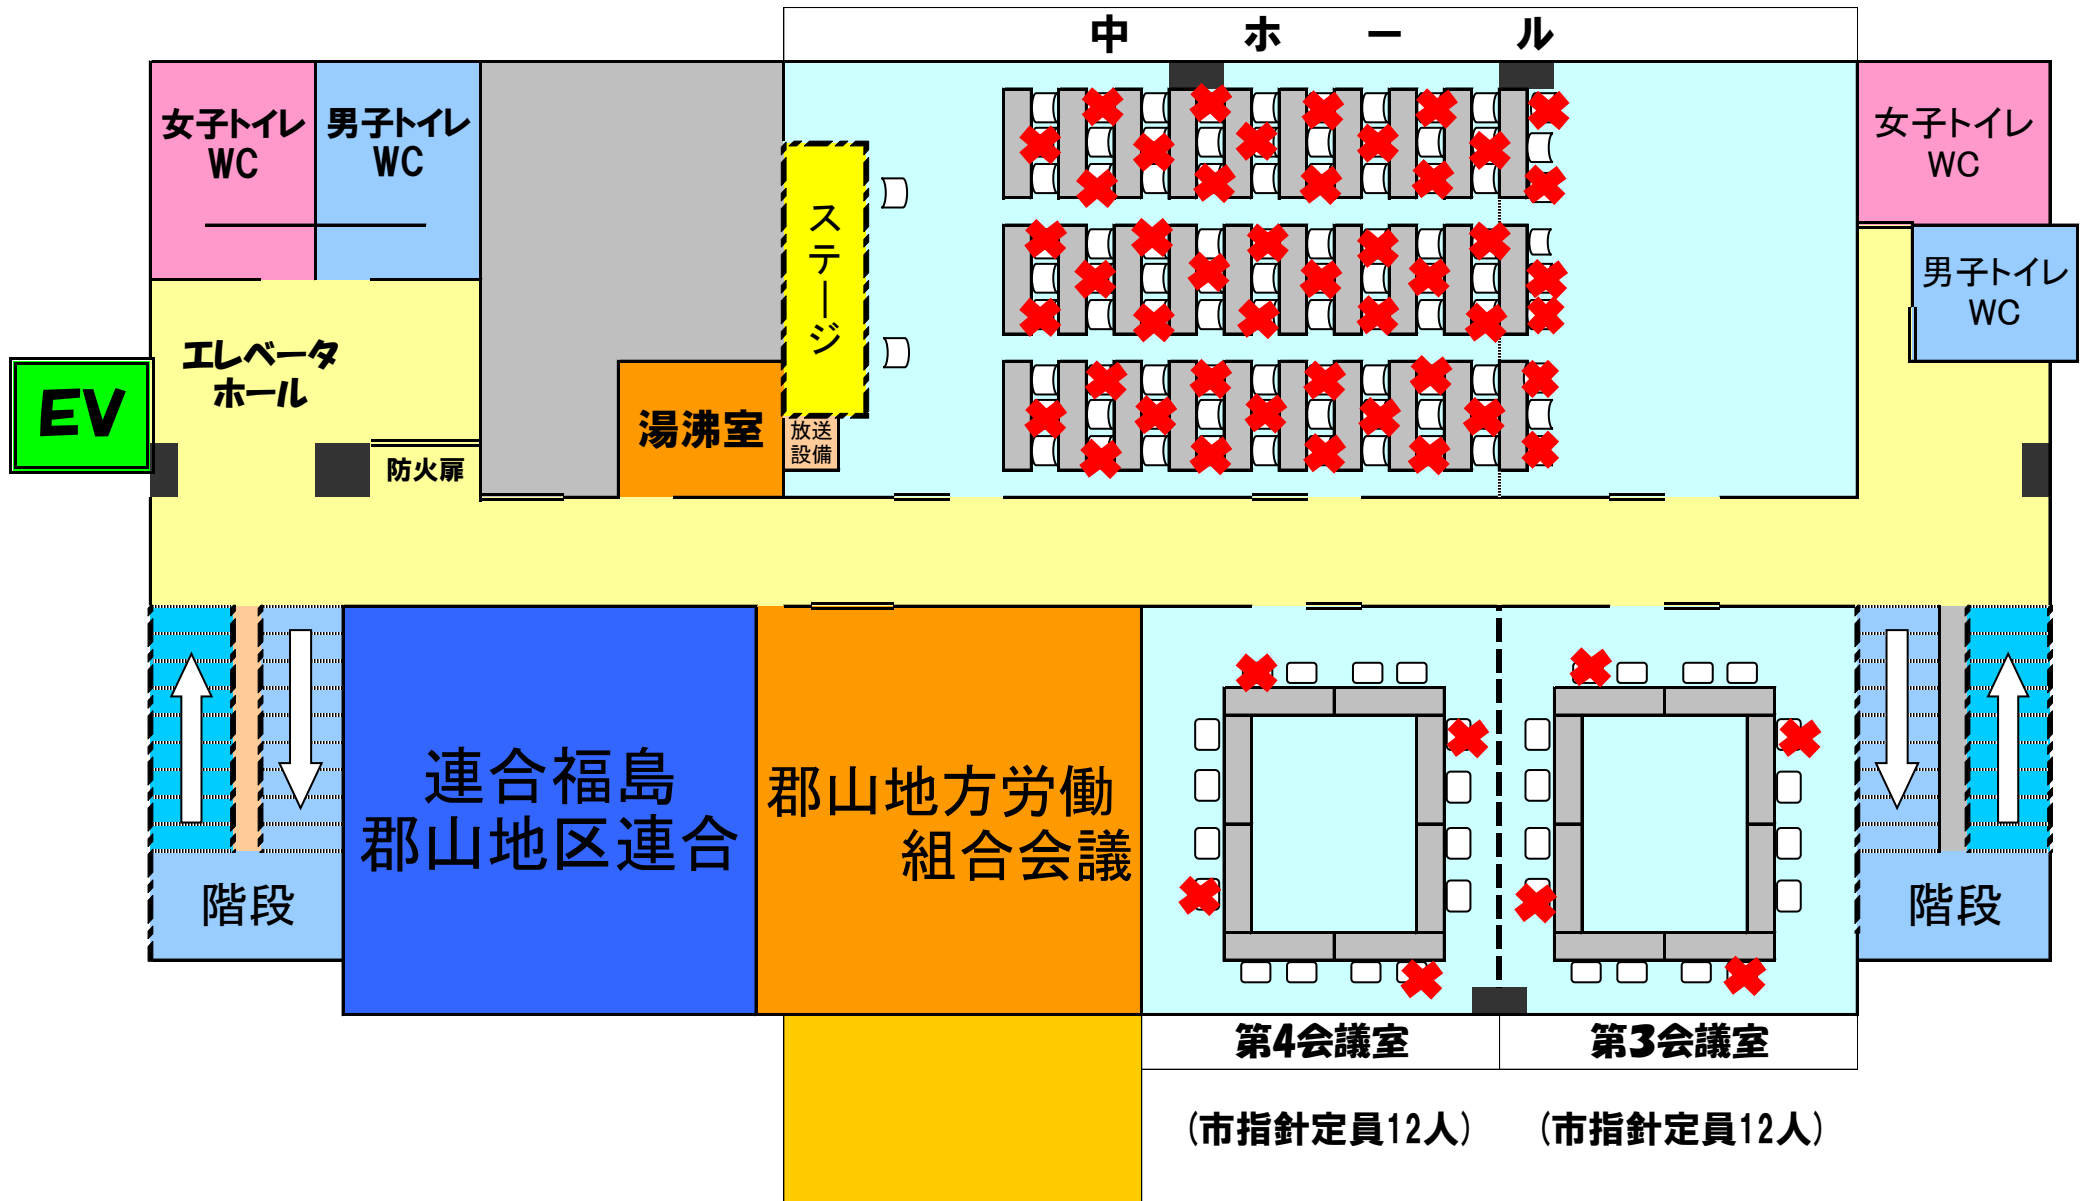 中ホール
女子トイレ
WC
男子トイレ
WC
女子トイレ
WC
ステージ
男子トイレ
WC
エレベータ
ホール
EV
湯沸室
放送
設備
防火扉
連合福島
郡山地区連合
郡山地方労働
組合会議
階段
階段
第4会議室
第3会議室
(市指針定員12人)
(市指針定員12人)